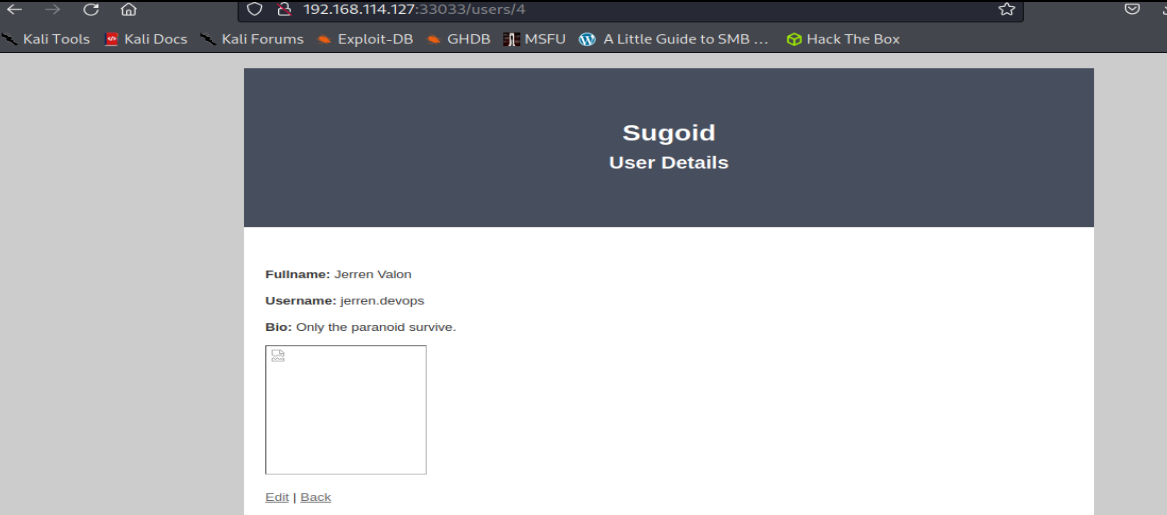 192.168.114.127:33033/users/4
Kali Tools Kali Docs Kali Forums Exploit-DB GHDB MSFU A Little Guide to SMB ... Hack The Box
Sugoid
User Details
Fullname: Jerren Valon
Username: jerren.devops
Bio: Only the paranoid survive.
Edit | Back